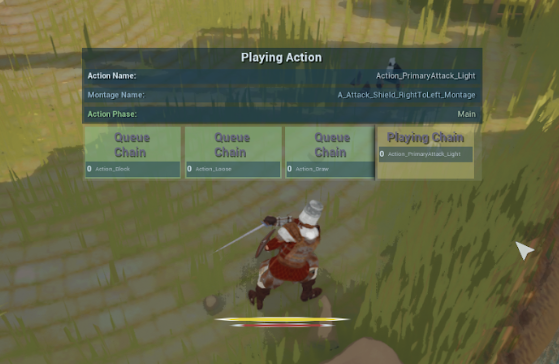 Playing Action
Action Name: Action_PrimaryAttack_Light
Montage Name: A_Attack_Shield_RightToLeft_Montage
Action Phase: Main
Queue Chain
0 Action_Block
Queue Chain
0 Action_Loose
Queue Chain
0 Action_Draw
Playing Chain
0 Action_PrimaryAttack_Light